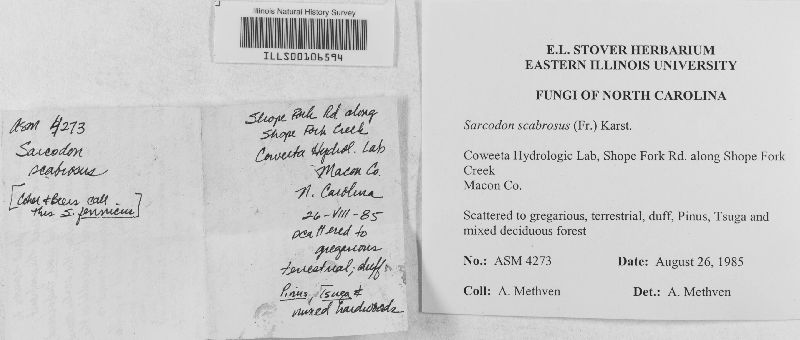 Illinois Natural History Survey
ILLS00106594
ASM 4273
Sarcodon
scabrosus
[Coker + Beers call
this S. fennicus]
Shope Fork Rd along
Shope Fork Creek
Coweeta Hydrol. Lab
Macon Co.
N. Carolina
26-VIII-85
scattered to
gregarious
terrestrial; duff
Pinus, Tsuga &
mixed hardwoods
E.L. STOVER HERBARIUM
EASTERN ILLINOIS UNIVERSITY
FUNGI OF NORTH CAROLINA
Sarcodon scabrosus (Fr.) Karst.
Coweeta Hydrologic Lab, Shope Fork Rd. along Shope Fork
Creek
Macon Co.
Scattered to gregarious, terrestrial, duff, Pinus, Tsuga and
mixed deciduous forest
No.: ASM 4273 Date: August 26, 1985
Coll: A. Methven Det.: A. Methven